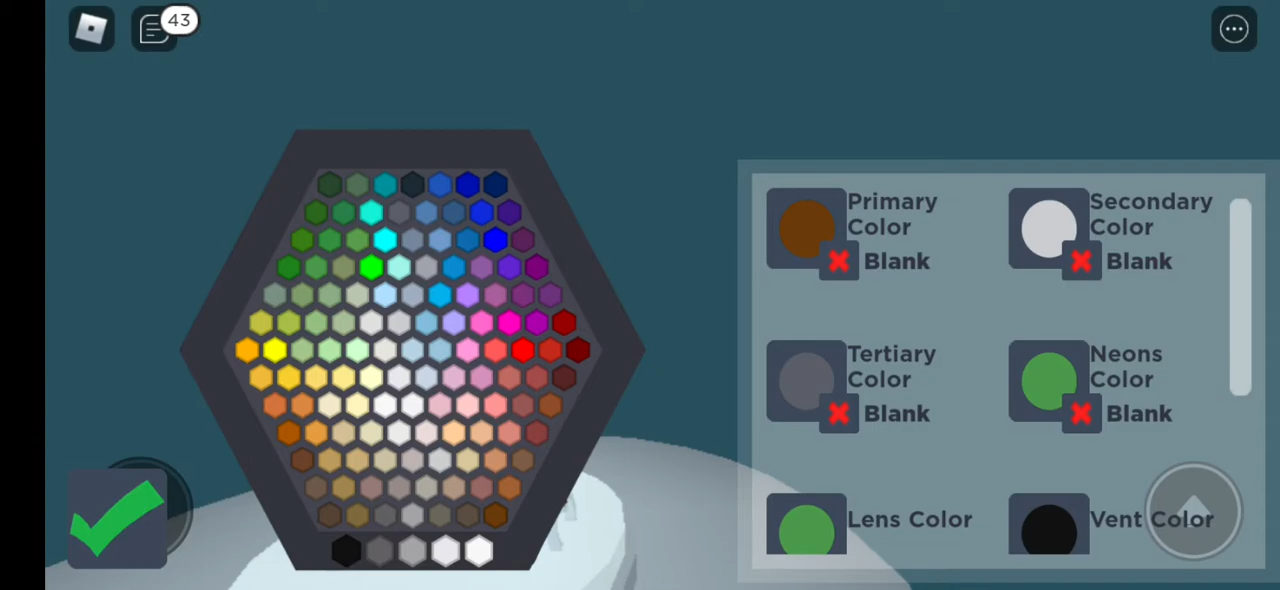 43
Primary
Color
Blank
Secondary
Color
Blank
Tertiary
Color
Blank
Neons
Color
Blank
Lens Color
Vent Color